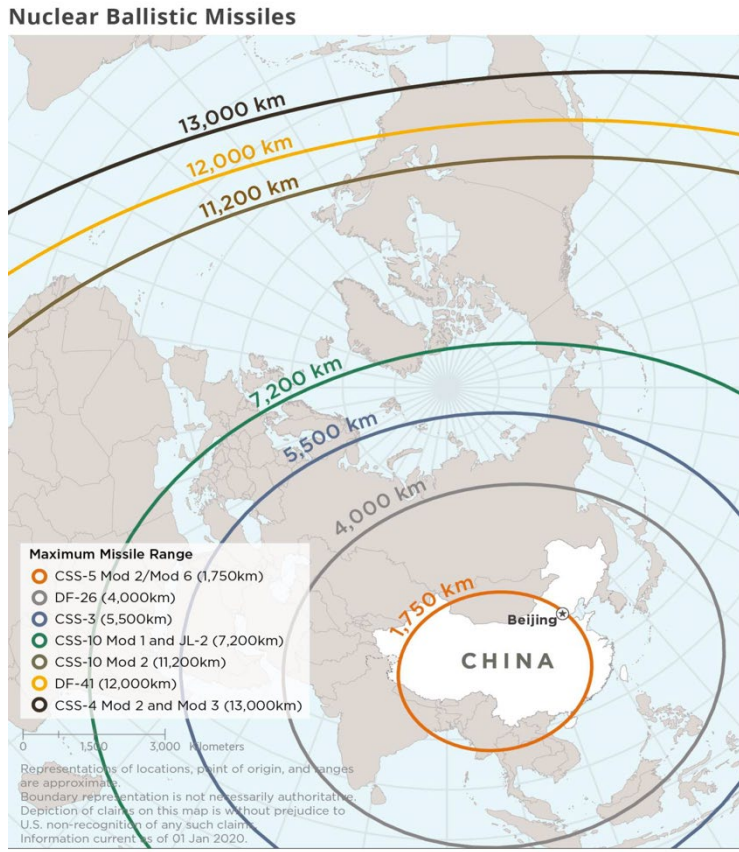 Nuclear Ballistic Missiles
13,000 km
12,000 km
11,200 km
7,200 km
5,500 km
4,000 km
1,750 km
Beijing
CHINA
Maximum Missile Range
CSS-5 Mod 2/Mod 6 (1,750km)
DF-26 (4,000km)
CSS-3 (5,500km)
CSS-10 Mod 1 and JL-2 (7,200km)
CSS-10 Mod 2 (11,200km)
DF-41 (12,000km)
CSS-4 Mod 2 and Mod 3 (13,000km)
0 1,500 3,000 Kilometers
Representations of locations, point of origin, and ranges
are approximate.
Boundary representation is not necessarily authoritative.
Depiction of claims on this map is without prejudice to
U.S. non-recognition of any such claims.
Information current as of 01 Jan 2020.